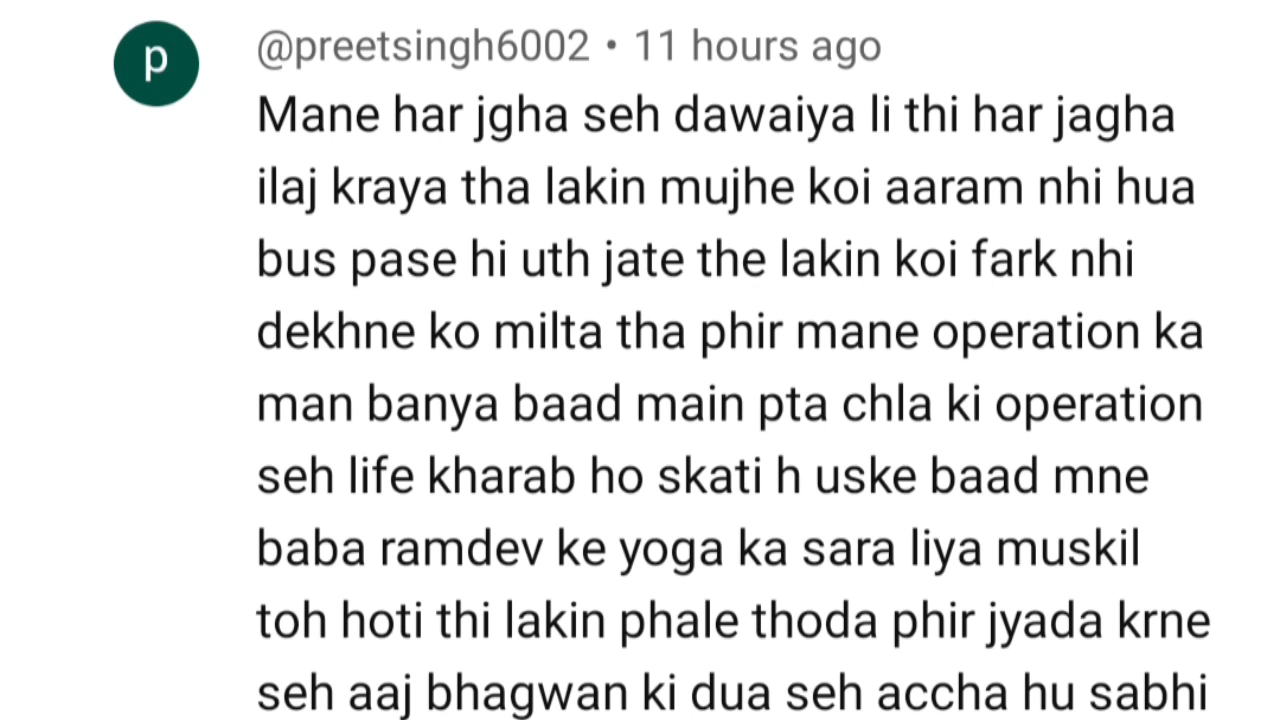 p
@preetsingh6002 • 11 hours ago
Mane har jgha seh dawaiya li thi har jagha
ilaj kraya tha lakin mujhe koi aaram nhi hua
bus pase hi uth jate the lakin koi fark nhi
dekhne ko milta tha phir mane operation ka
man banya baad main pta chla ki operation
seh life kharab ho skati h uske baad mne
baba ramdev ke yoga ka sara liya muskil
toh hoti thi lakin phale thoda phir jyada krne
seh aaj bhagwan ki dua seh accha hu sabhi